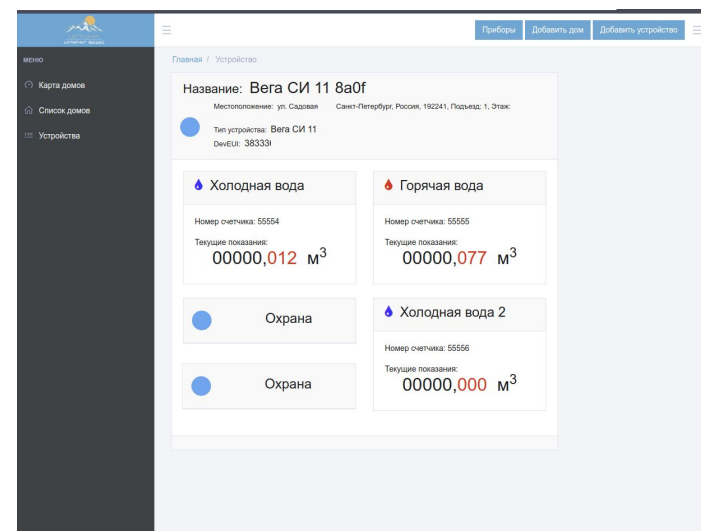 Приборы Добавить дом Добавить устройство
МЕНЮ
Карта домов
Список домов
Устройства
Главная / Устройство
Название: Вега СИ 11 8a0f
Местоположение: ул. Садовая Санкт-Петербург, Россия, 192241, Подъезд: 1, Этаж:
Тип устройства: Вега СИ 11
DevEUI: 38333
Холодная вода
Номер счетчика: 55554
Текущие показания:
00000,012 м³
Горячая вода
Номер счетчика: 55555
Текущие показания:
00000,077 м³
Охрана
Холодная вода 2
Номер счетчика: 55556
Текущие показания:
00000,000 м³
Охрана